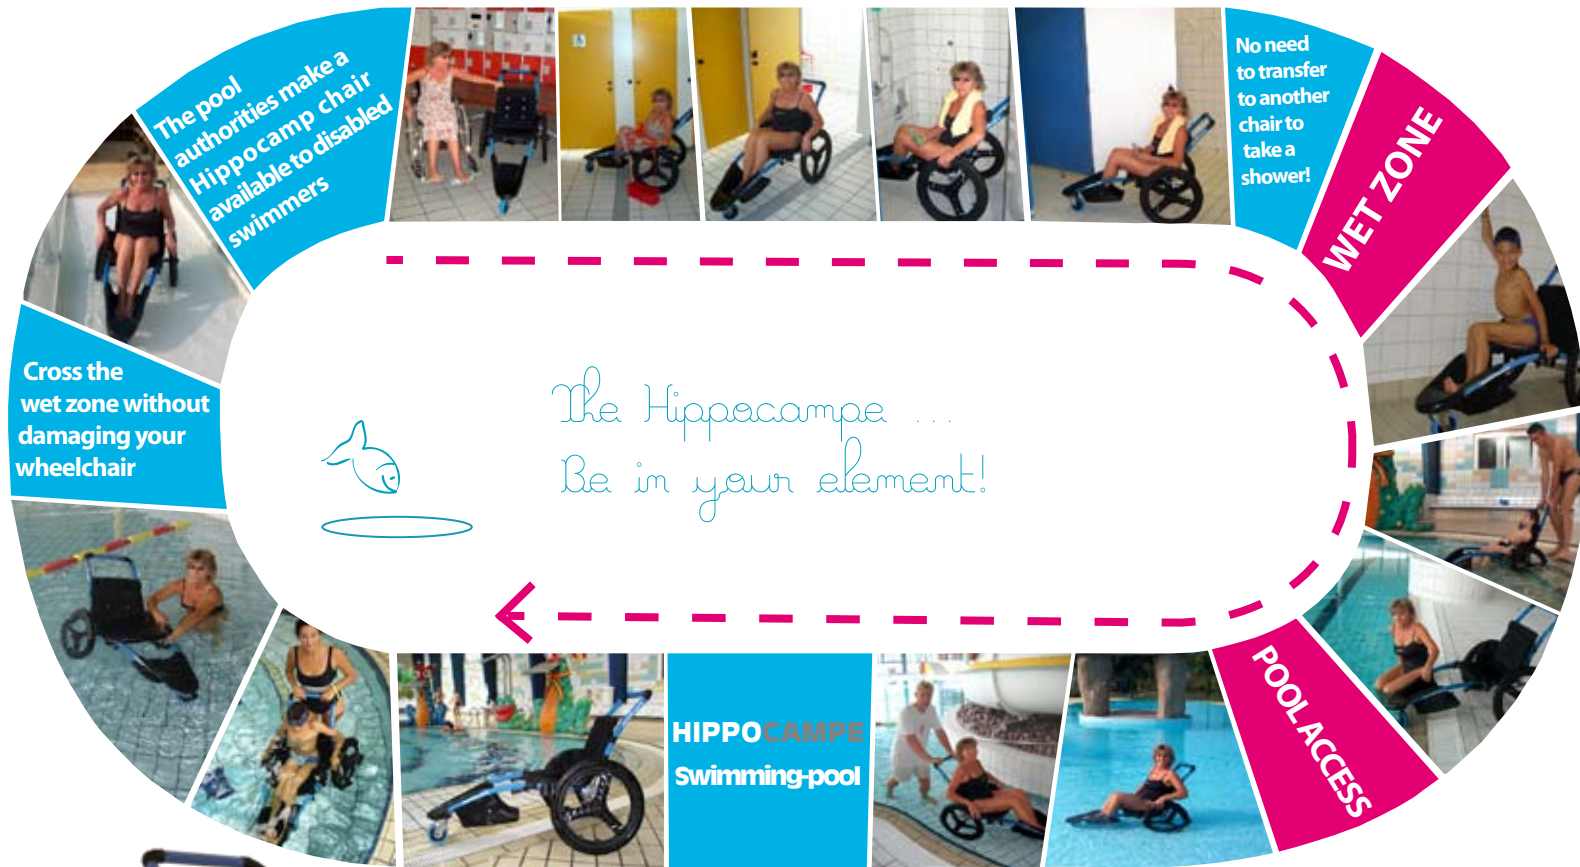 The pool
authorities make a
Hippocamp chair
available to disabled
swimmers
No need
to transfer
to another
chair to
take a
shower!
WET ZONE
Cross the
wet zone without
damaging your
wheelchair
The Hippocampe ...
Be in your element!
POOL ACCESS
HIPPOCAMPE
Swimming-pool